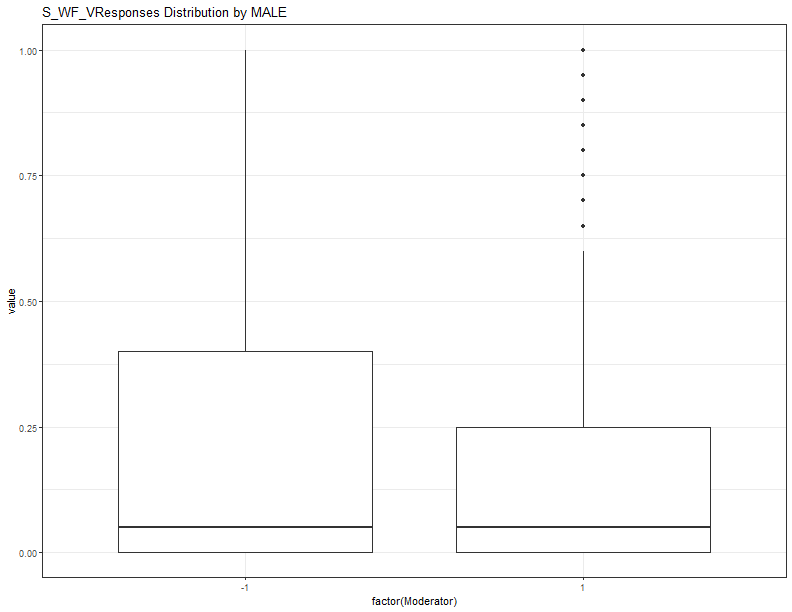 S_WF_VResponses Distribution by MALE
value
1.00
0.75
0.50
0.25
0.00
-1
1
factor(Moderator)